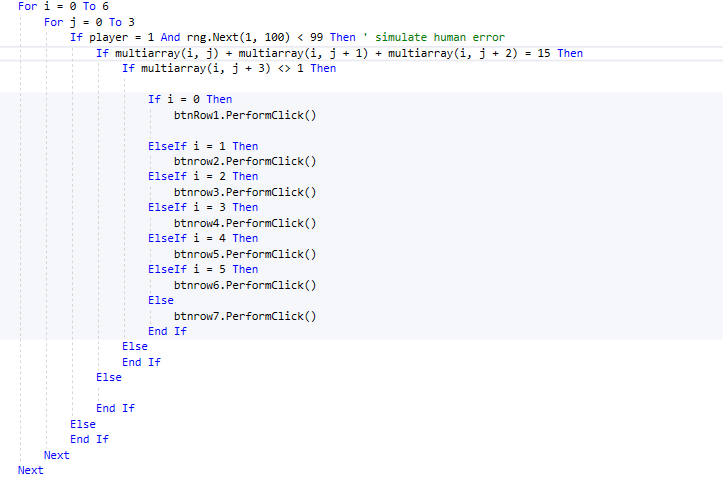 For i = 0 To 6
For j = 0 To 3
If player = 1 And rng.Next(1, 100) < 99 Then ' simulate human error
If multiarray(i, j) + multiarray(i, j + 1) + multiarray(i, j + 2) = 15 Then
If multiarray(i, j + 3) <> 1 Then
If i = 0 Then
btnRow1.PerformClick()
ElseIf i = 1 Then
btnrow2.PerformClick()
ElseIf i = 2 Then
btnrow3.PerformClick()
ElseIf i = 3 Then
btnrow4.PerformClick()
ElseIf i = 4 Then
btnrow5.PerformClick()
ElseIf i = 5 Then
btnrow6.PerformClick()
Else
btnrow7.PerformClick()
End If
Else
End If
Else
End If
Else
End If
Next
Next